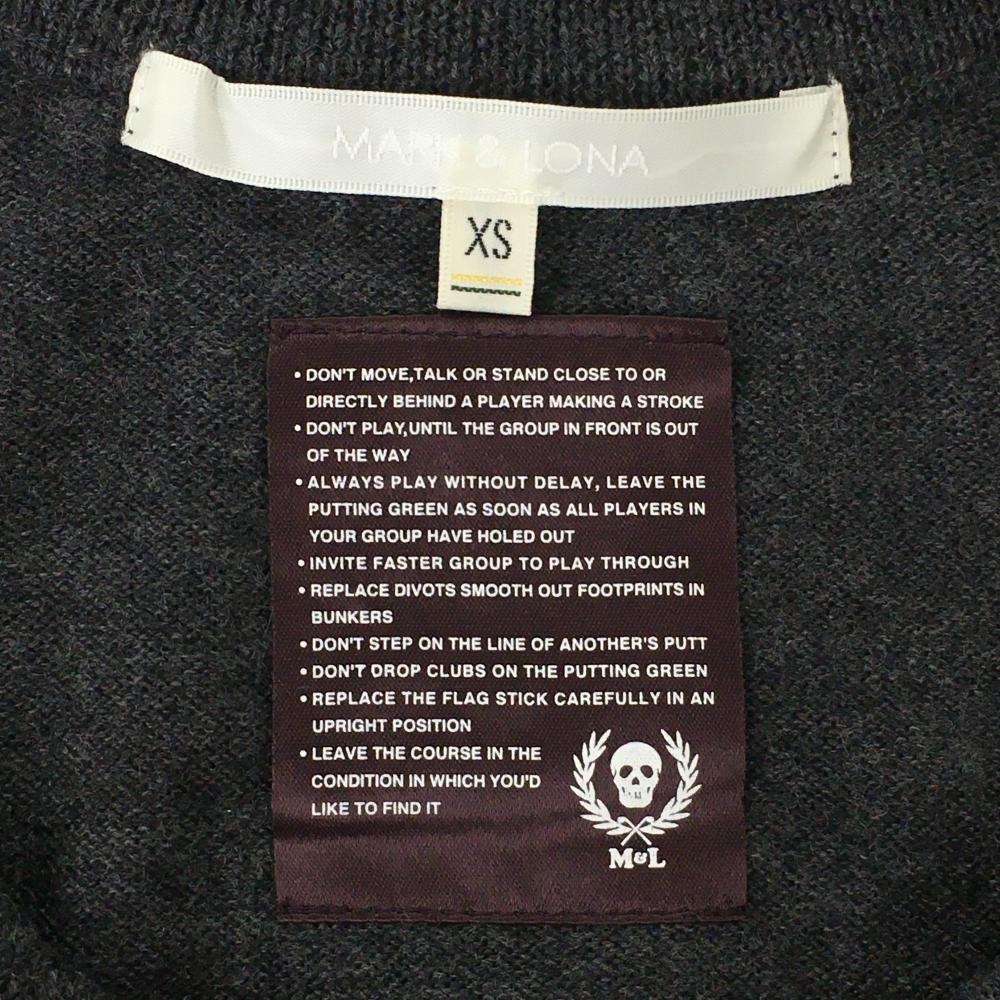 MARK & LONA
XS
• DON'T MOVE,TALK OR STAND CLOSE TO OR
DIRECTLY BEHIND A PLAYER MAKING A STROKE
• DON'T PLAY,UNTIL THE GROUP IN FRONT IS OUT
OF THE WAY
• ALWAYS PLAY WITHOUT DELAY, LEAVE THE
PUTTING GREEN AS SOON AS ALL PLAYERS IN
YOUR GROUP HAVE HOLED OUT
• INVITE FASTER GROUP TO PLAY THROUGH
• REPLACE DIVOTS SMOOTH OUT FOOTPRINTS IN
BUNKERS
• DON'T STEP ON THE LINE OF ANOTHER'S PUTT
• DON'T DROP CLUBS ON THE PUTTING GREEN
• REPLACE THE FLAG STICK CAREFULLY IN AN
UPRIGHT POSITION
• LEAVE THE COURSE IN THE
CONDITION IN WHICH YOU'D
LIKE TO FIND IT
M&L